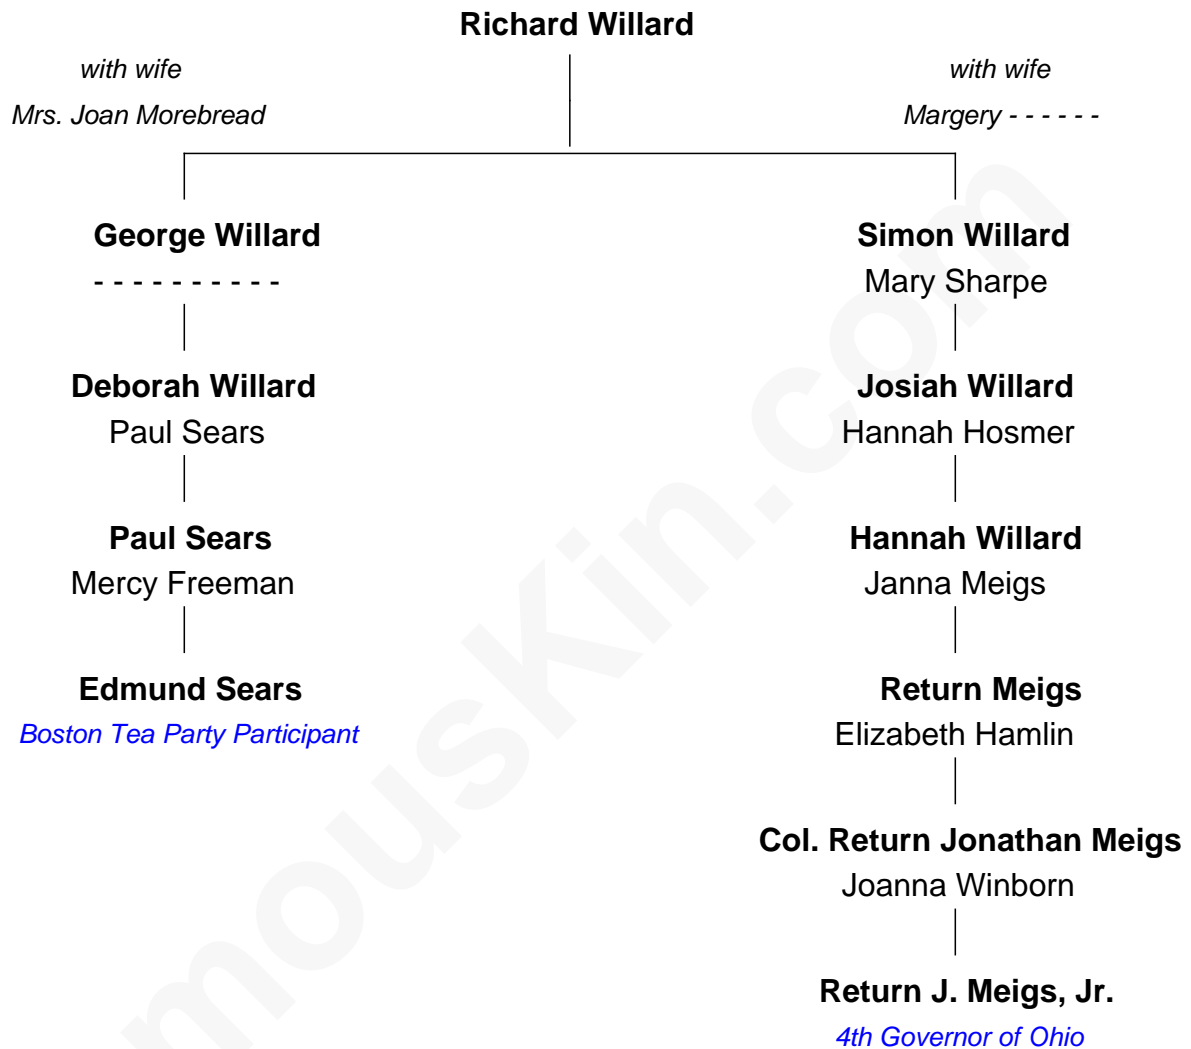 Richard Willard
with wife
Mrs. Joan Morebread
with wife
Margery - - - - - -
George Willard
- - - - - - - - - -
Deborah Willard
Paul Sears
Paul Sears
Mercy Freeman
Edmund Sears
Boston Tea Party Participant
Simon Willard
Mary Sharpe
Josiah Willard
Hannah Hosmer
Hannah Willard
Janna Meigs
Return Meigs
Elizabeth Hamlin
Col. Return Jonathan Meigs
Joanna Winborn
Return J. Meigs, Jr.
4th Governor of Ohio
mousKin.com